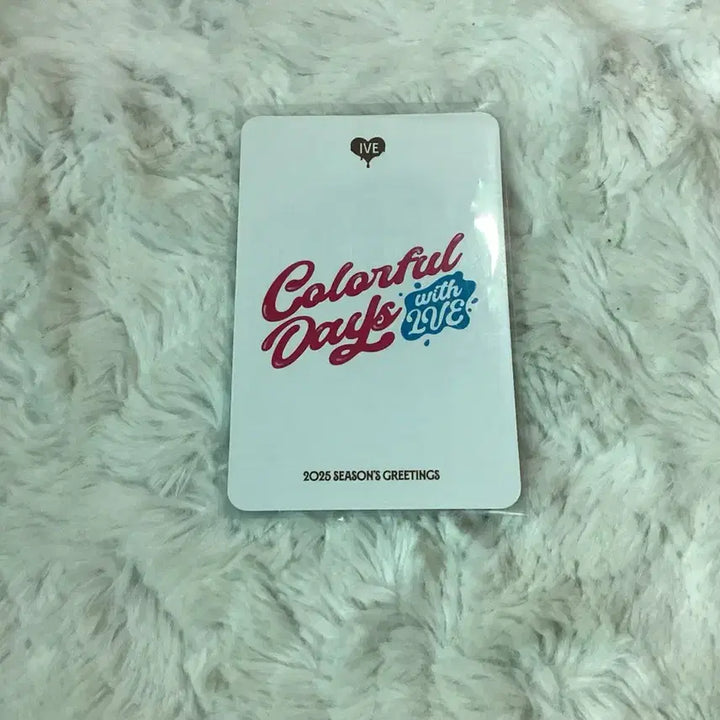 IVE
Colorful
Days
with
IVE
2025 SEASON'S GREETINGS